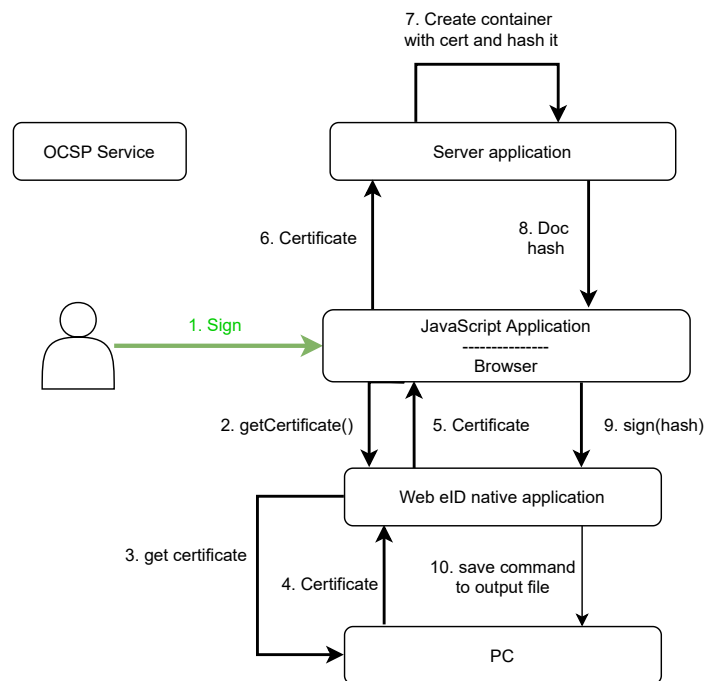 7. Create container
with cert and hash it
OCSP Service
Server application
6. Certificate
8. Doc
hash
1. Sign
JavaScript Application
---------------
Browser
2. getCertificate()
5. Certificate
9. sign(hash)
Web eID native application
3. get certificate
4. Certificate
10. save command
to output file
PC